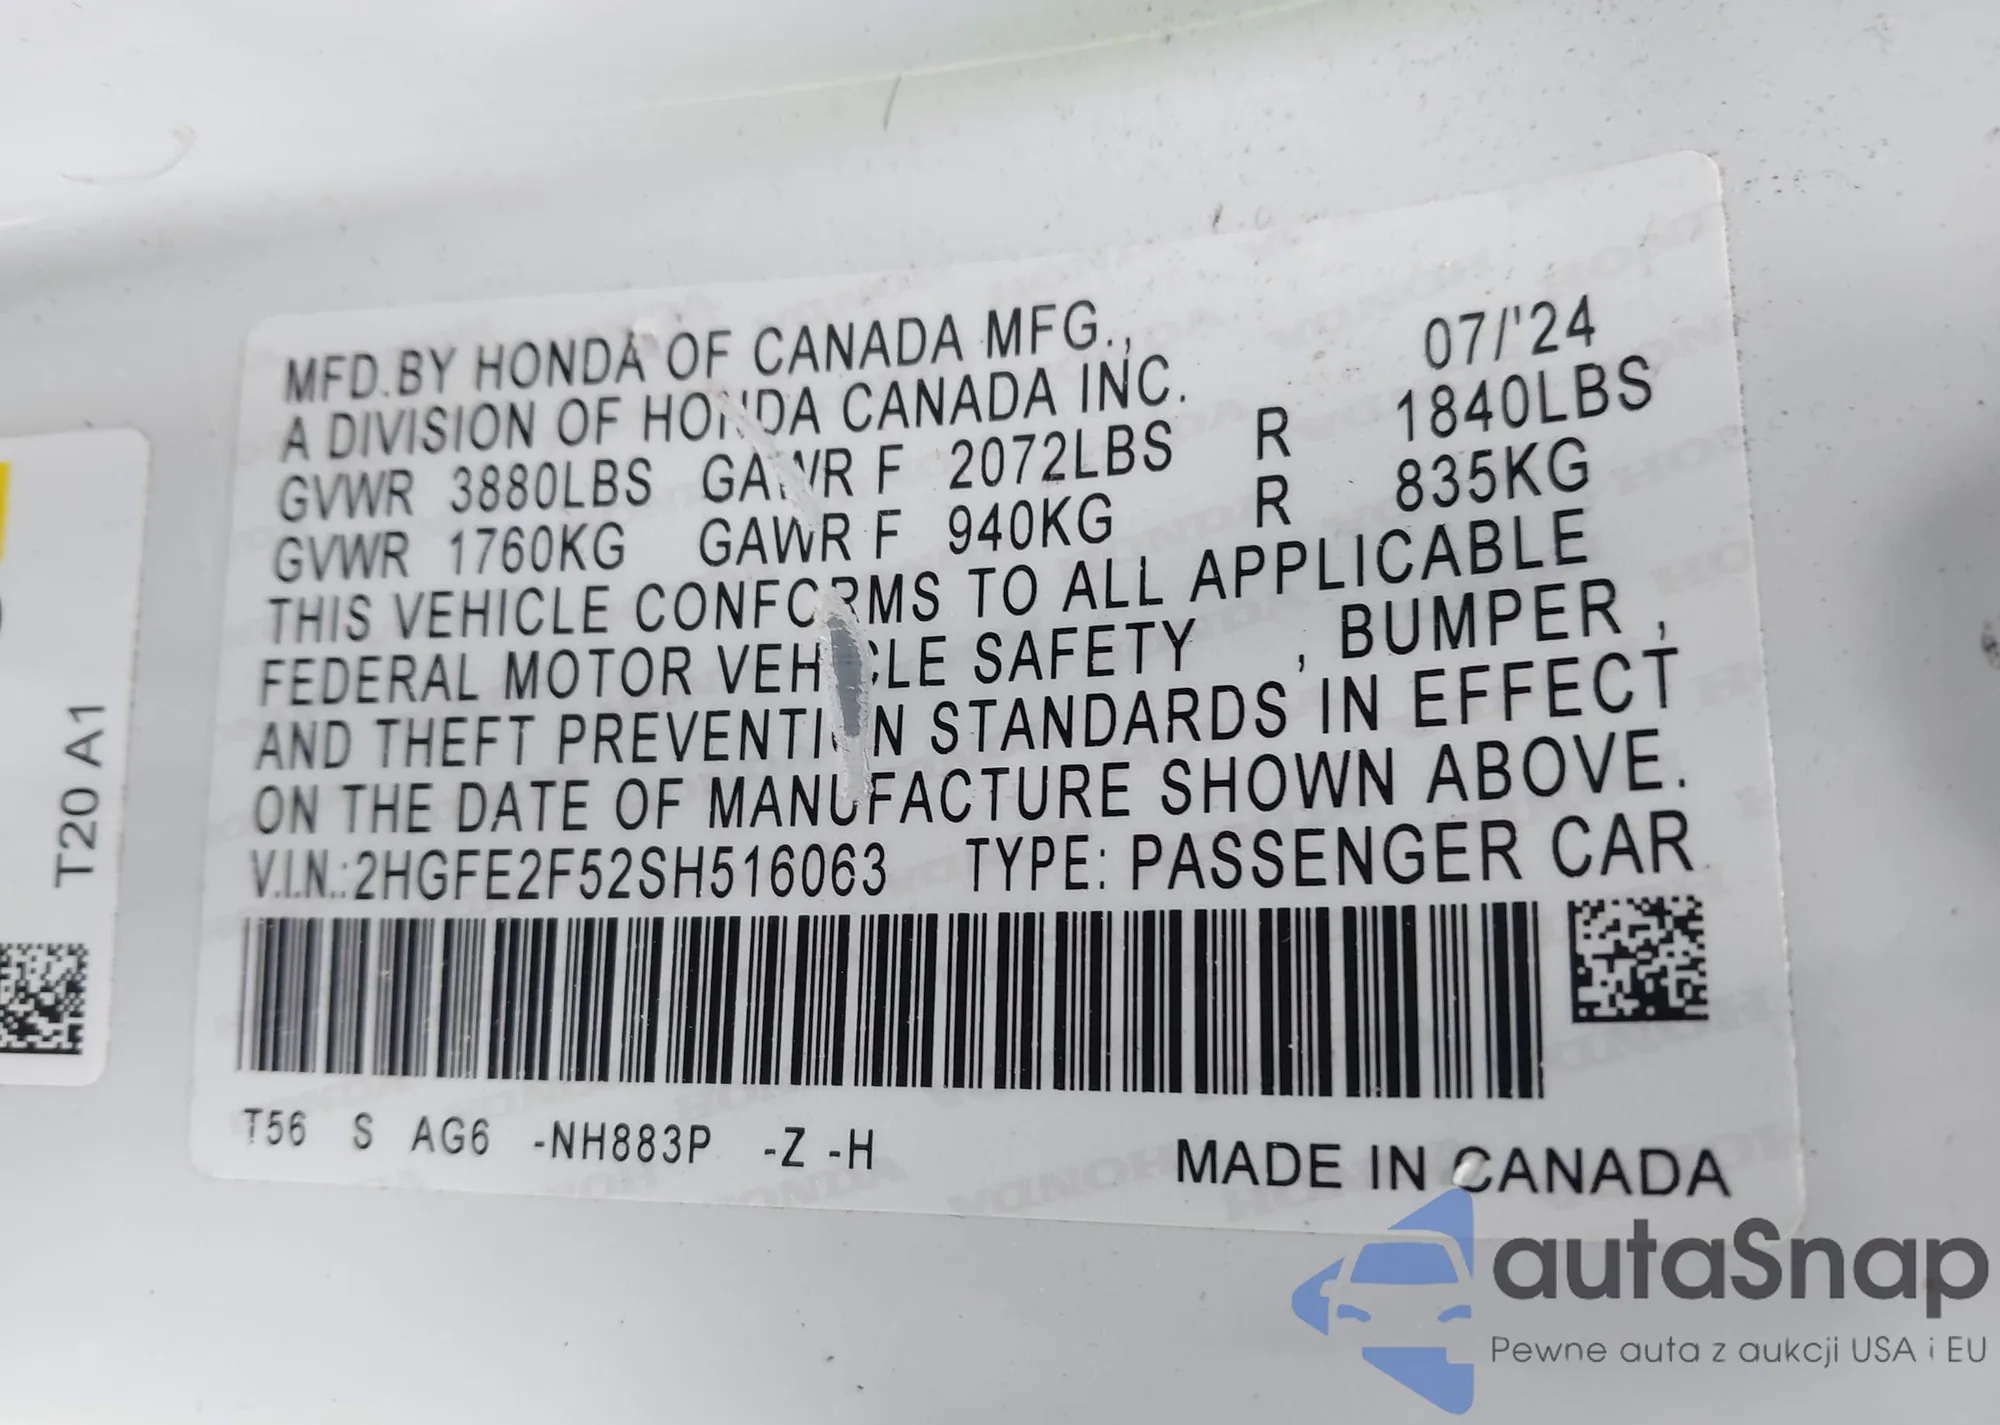 MFD.BY HONDA OF CANADA MFG., 07/'24
A DIVISION OF HONDA CANADA INC.
GVWR 3880LBS GAWR F 2072LBS R 1840LBS
GVWR 1760KG GAWR F 940KG R 835KG
THIS VEHICLE CONFORMS TO ALL APPLICABLE
FEDERAL MOTOR VEHICLE SAFETY , BUMPER ,
AND THEFT PREVENTION STANDARDS IN EFFECT
ON THE DATE OF MANUFACTURE SHOWN ABOVE.
V.I.N.:2HGFE2F52SH516063 TYPE: PASSENGER CAR
T56 S AG6 -NH883P -Z -H
MADE IN CANADA
T20 A1
autaSnap
Pewne auta z aukcji USA i EU